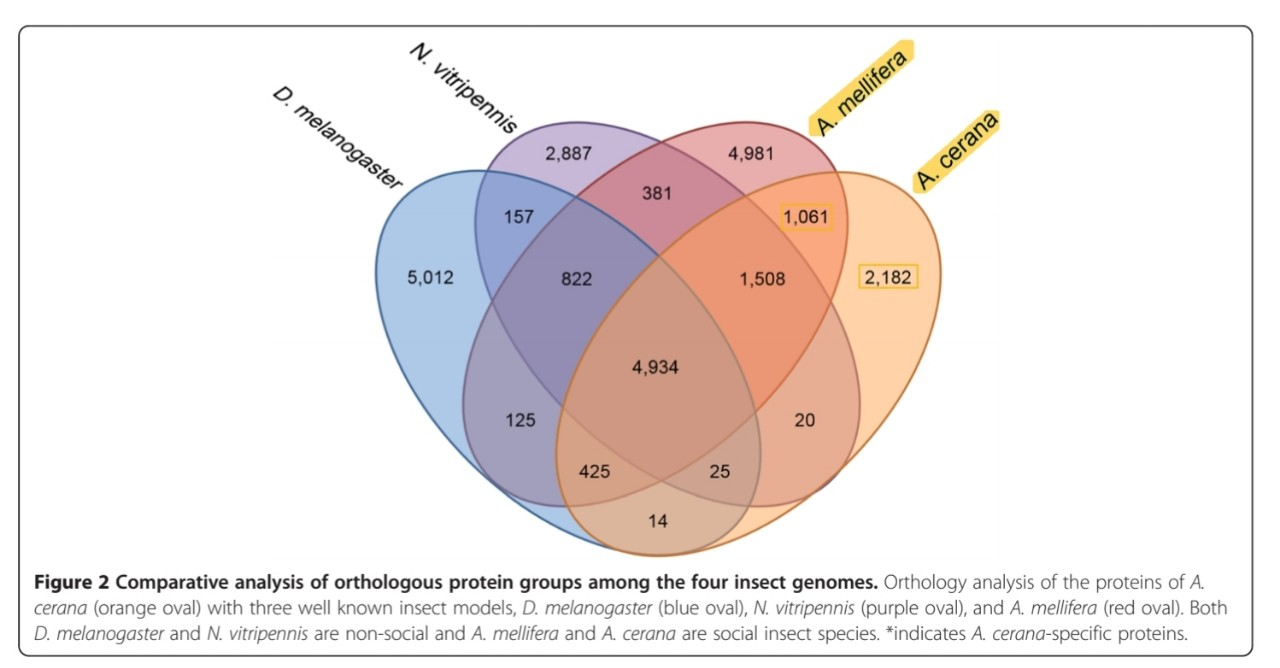 D. melanogaster
N. vitripennis
A. mellifera
A. cerana
2,887
4,981
381
157
1,061
5,012
822
1,508
2,182
4,934
125
20
425
25
14
Figure 2 Comparative analysis of orthologous protein groups among the four insect genomes. Orthology analysis of the proteins of A.
cerana (orange oval) with three well known insect models, D. melanogaster (blue oval), N. vitripennis (purple oval), and A. mellifera (red oval). Both
D. melanogaster and N. vitripennis are non-social and A. mellifera and A. cerana are social insect species. *indicates A. cerana-specific proteins.